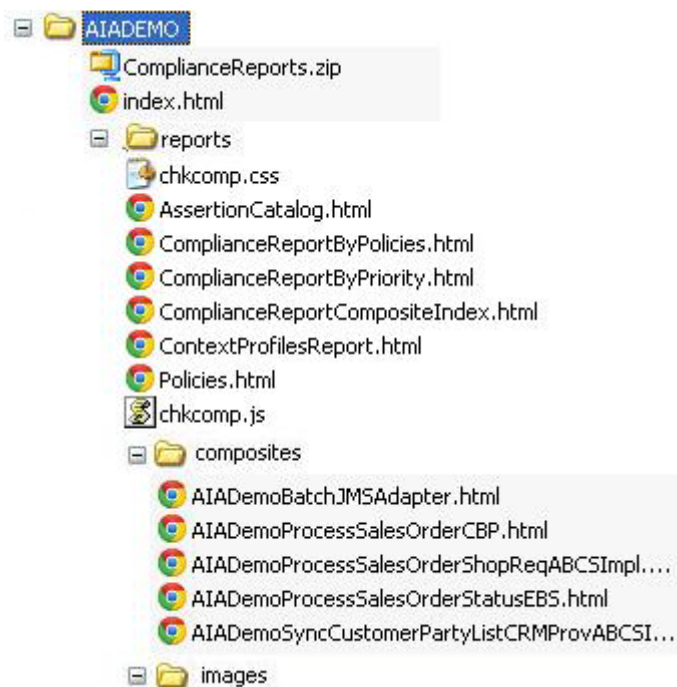 AIADEMO
ComplianceReports.zip
index.html
reports
chkcomp.css
AssertionCatalog.html
ComplianceReportByPolicies.html
ComplianceReportByPriority.html
ComplianceReportCompositeIndex.html
ContextProfilesReport.html
Policies.html
chkcomp.js
composites
AIADemoBatchJMSAdapter.html
AIADemoProcessSalesOrderCBP.html
AIADemoProcessSalesOrderShopReqABCSImpl....
AIADemoProcessSalesOrderStatusEBS.html
AIADemoSyncCustomerPartyListCRMProvABCSI...
images